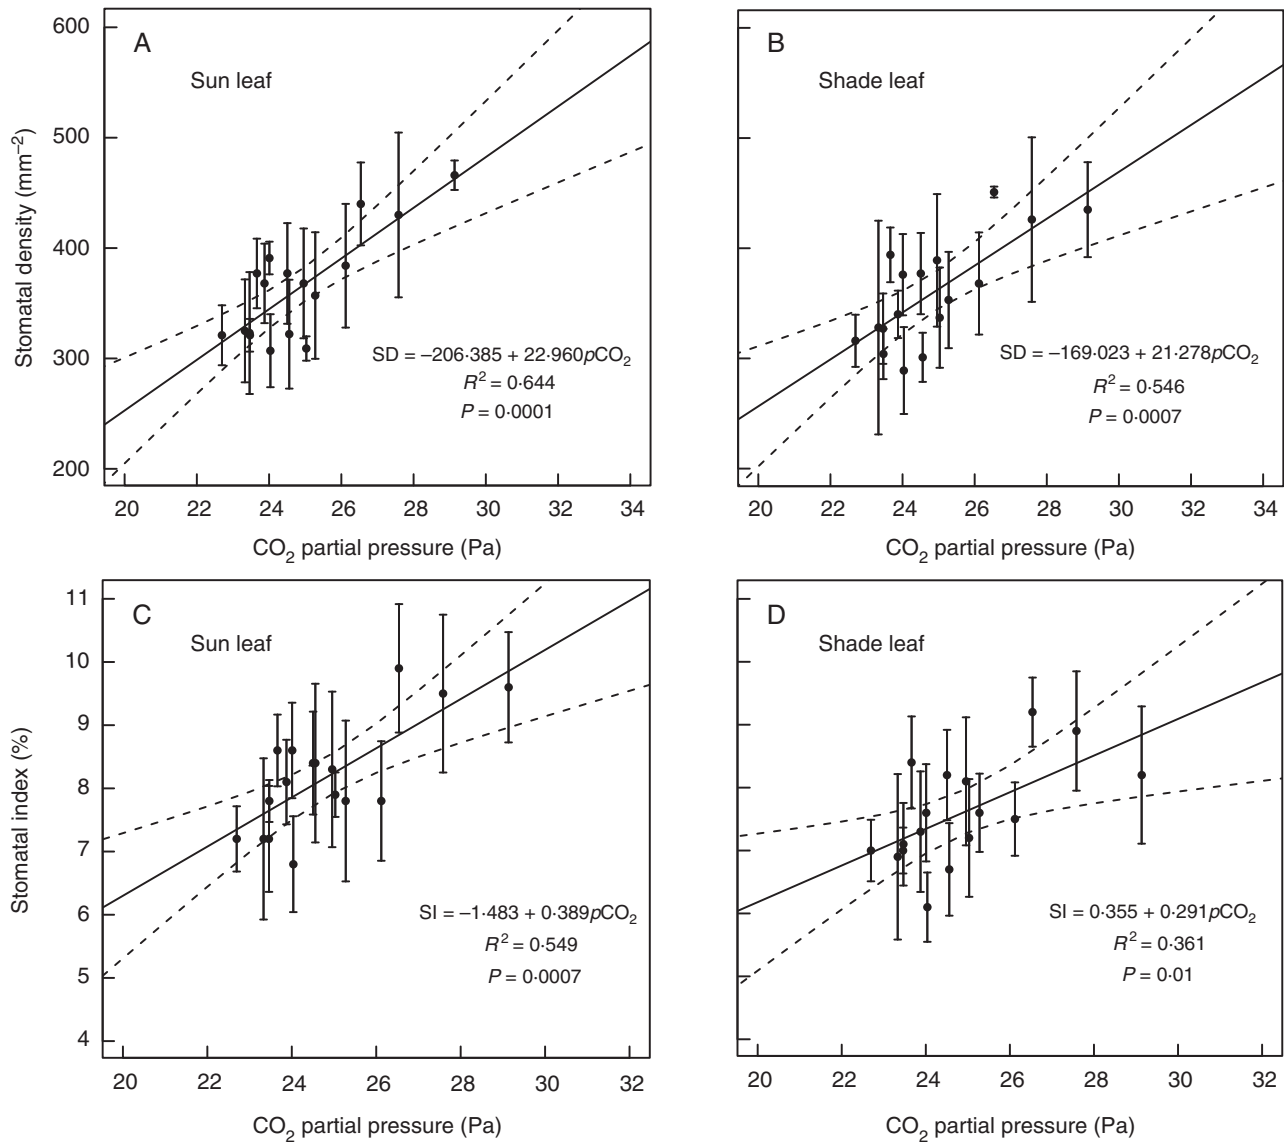 A
Sun leaf
600
500
400
300
200
Stomatal density (mm⁻²)
SD = −206·385 + 22·960pCO₂
R² = 0·644
P = 0·0001
20 22 24 26 28 30 32 34
CO₂ partial pressure (Pa)
B
Shade leaf
SD = −169·023 + 21·278pCO₂
R² = 0·546
P = 0·0007
20 22 24 26 28 30 32 34
CO₂ partial pressure (Pa)
C
Sun leaf
11
10
9
8
7
6
5
4
Stomatal index (%)
SI = −1·483 + 0·389pCO₂
R² = 0·549
P = 0·0007
20 22 24 26 28 30 32
CO₂ partial pressure (Pa)
D
Shade leaf
SI = 0·355 + 0·291pCO₂
R² = 0·361
P = 0·01
20 22 24 26 28 30 32
CO₂ partial pressure (Pa)